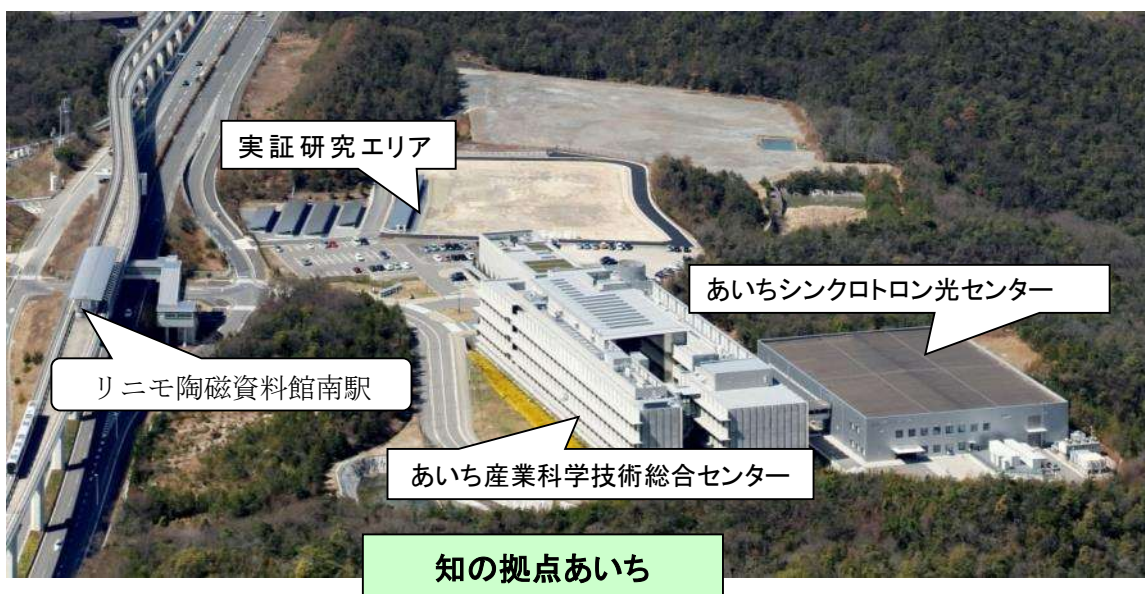 実証研究エリア
あいちシンクロトロン光センター
リニモ陶磁資料館南駅
あいち産業科学技術総合センター
知の拠点あいち